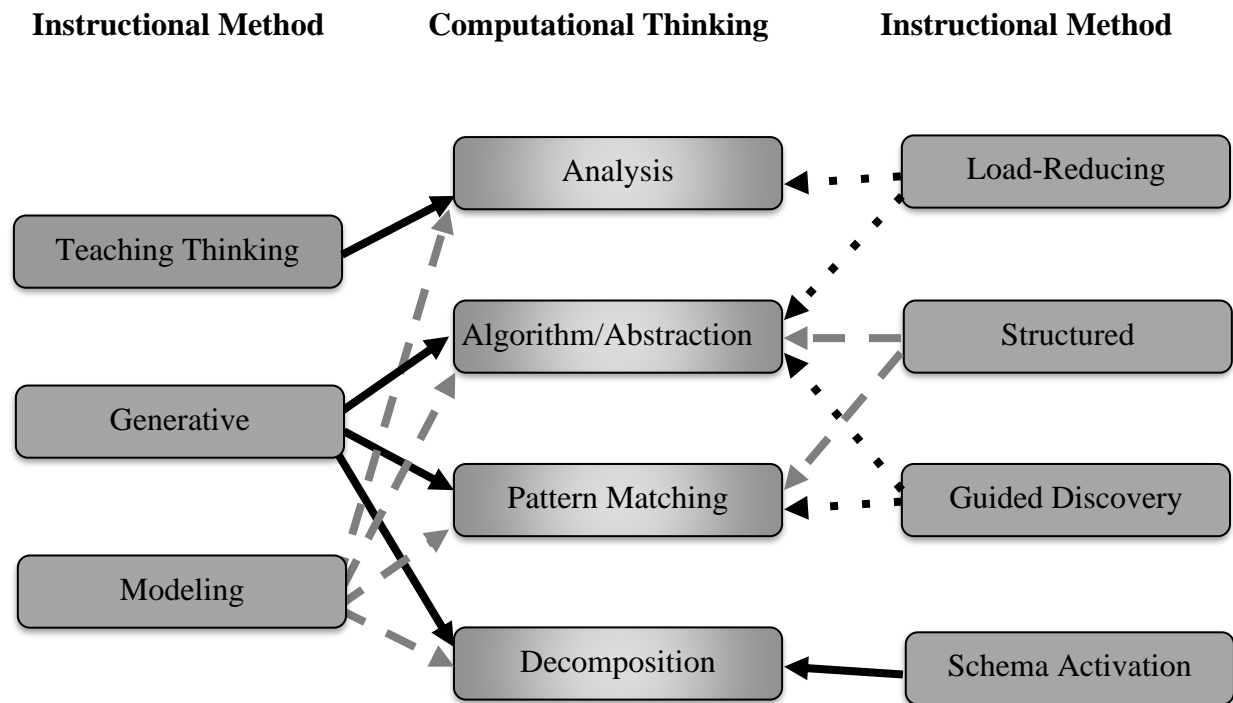 Instructional Method
Computational Thinking
Instructional Method
Analysis
Load-Reducing
Teaching Thinking
Algorithm/Abstraction
Structured
Generative
Pattern Matching
Guided Discovery
Modeling
Decomposition
Schema Activation